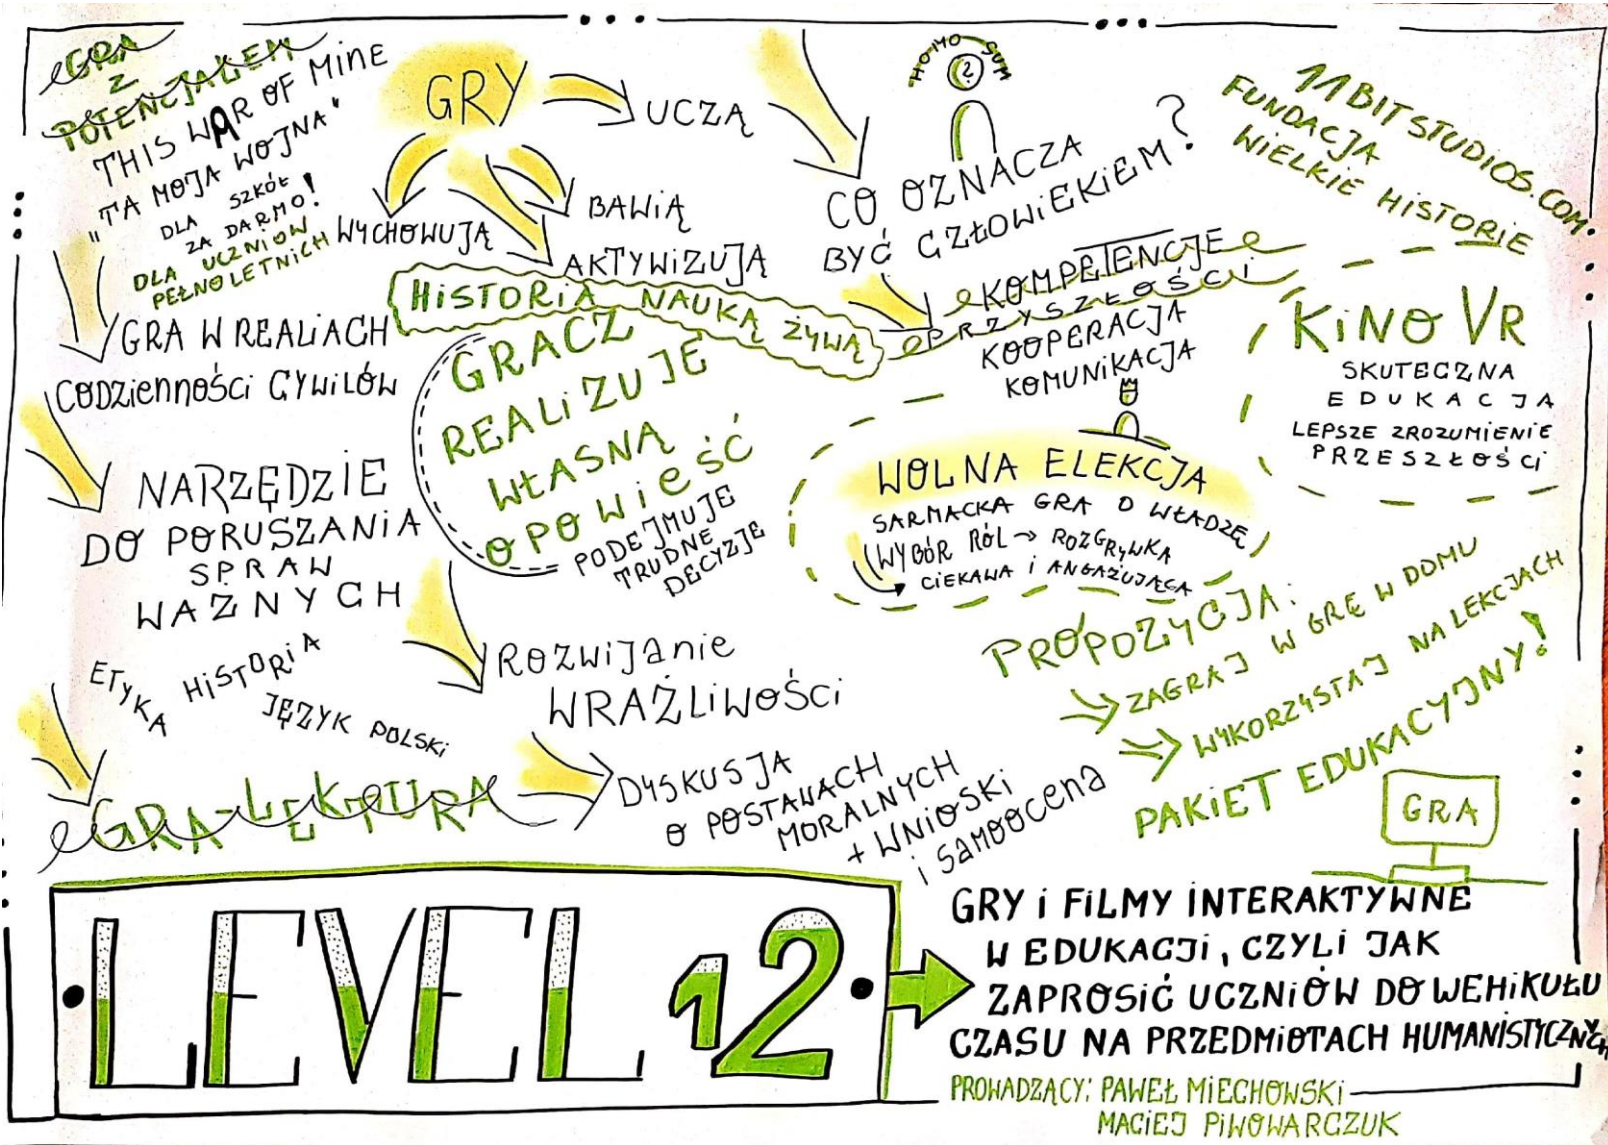 GRA
Z
POTENCJAŁEM
THIS WAR OF MINE
"TA MOJA WOJNA"
DLA SZKÓŁ
ZA DARMO!
DLA UCZNIÓW
PEŁNOLETNICH
GRY
UCZĄ
BAWIĄ
AKTYWIZUJĄ
WYCHOWUJĄ
HOMO SUM
?
CO OZNACZA
BYĆ CZŁOWIEKIEM?
11BITSTUDIOS.COM
FUNDACJA
WIELKIE HISTORIE
HISTORIA NAUKĄ ŻYWĄ
KOMPETENCJE
PRZYSZŁOŚCI
KOOPERACJA
KOMUNIKACJA
KINO VR
SKUTECZNA
EDUKACJA
LEPSZE ZROZUMIENIE
PRZESZŁOŚCI
GRA W REALIACH
CODZIENNOŚCI CYWILÓW
GRACZ
REALIZUJE
WŁASNĄ
OPOWIEŚĆ
PODEJMUJE
TRUDNE
DECYZJE
NARZĘDZIE
DO PORUSZANIA
SPRAW
WAŻNYCH
WOLNA ELEKCJA
SARMACKA GRA O WŁADZĘ
WYBÓR RÓL → ROZGRYWKA
CIEKAWA I ANGAŻUJĄCA
ETYKA
HISTORIA
JĘZYK POLSKI
ROZWIJANIE
WRAŻLIWOŚCI
PROPOZYCJA:
ZAGRAJ W GRĘ W DOMU
WYKORZYSTAJ NA LEKCJACH
PAKIET EDUKACYJNY!
GRA-LEKTURA
DYSKUSJA
O POSTAWACH
MORALNYCH
+ WNIOSKI
I SAMOOCENA
GRA
LEVEL 12
GRY I FILMY INTERAKTYWNE
W EDUKACJI, CZYLI JAK
ZAPROSIĆ UCZNIÓW DO WEHIKUŁU
CZASU NA PRZEDMIOTACH HUMANISTYCZNYCH
PROWADZĄCY: PAWEŁ MIECHOWSKI
MACIEJ PIWOWARCZUK